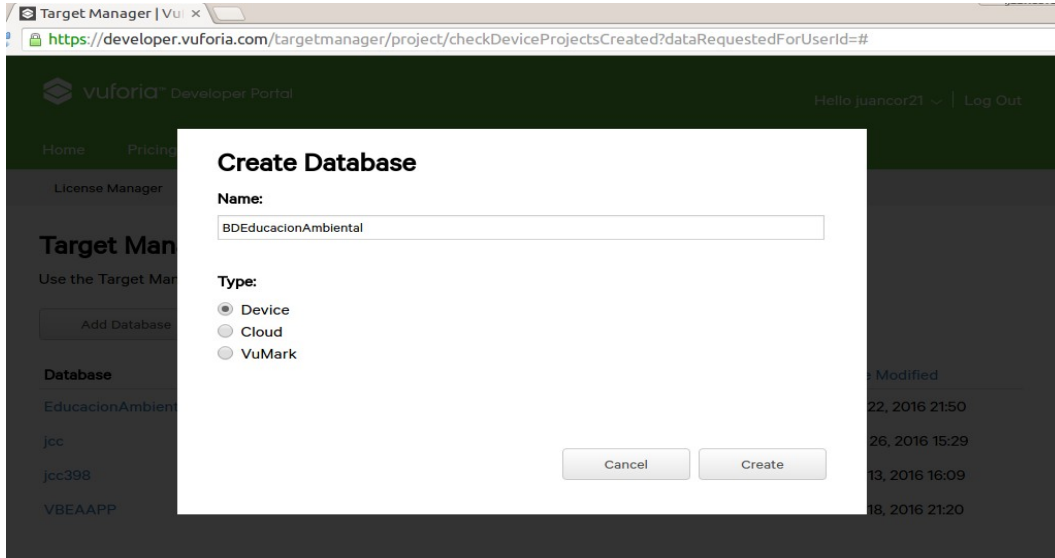 Target Manager | Vu
https://developer.vuforia.com/targetmanager/project/checkDeviceProjectsCreated?dataRequestedForUserId=#
vuforia™ Developer Portal
Hello juancor21 | Log Out
Home Pricing
License Manager
Create Database
Name:
BDEducacionAmbiental
Target Man
Use the Target Man
Type:
Device
Cloud
VuMark
Add Database
Database
Modified
EducacionAmbient
22, 2016 21:50
jcc
26, 2016 15:29
jcc398
13, 2016 16:09
VBEAAPP
18, 2016 21:20
Cancel Create